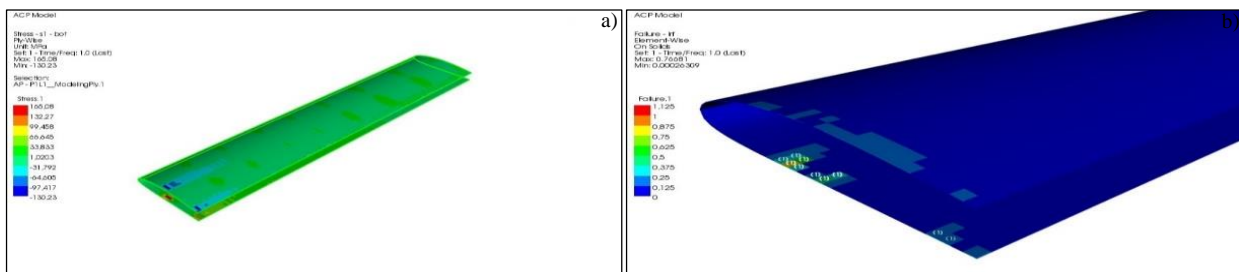 ACP Model
a)
Stress - s1 - bot
Ply-Wise
Unit: MPa
Set: 1 - Time/Freq: 1.0 (Last)
Max: 165,08
Min: -130,23
Selection:
AP - P1L1__ModelingPly.1
Stress.1
165,08
132,27
99,458
66,645
33,833
1,0203
-31,792
-64,605
-97,417
-130,23
ACP Model
b)
Failure - irf
Element-Wise
On Solids
Set: 1 - Time/Freq: 1.0 (Last)
Max: 0,76681
Min: 0,00026309
Failure.1
1,125
1
0,875
0,75
0,625
0,5
0,375
0,25
0,125
0